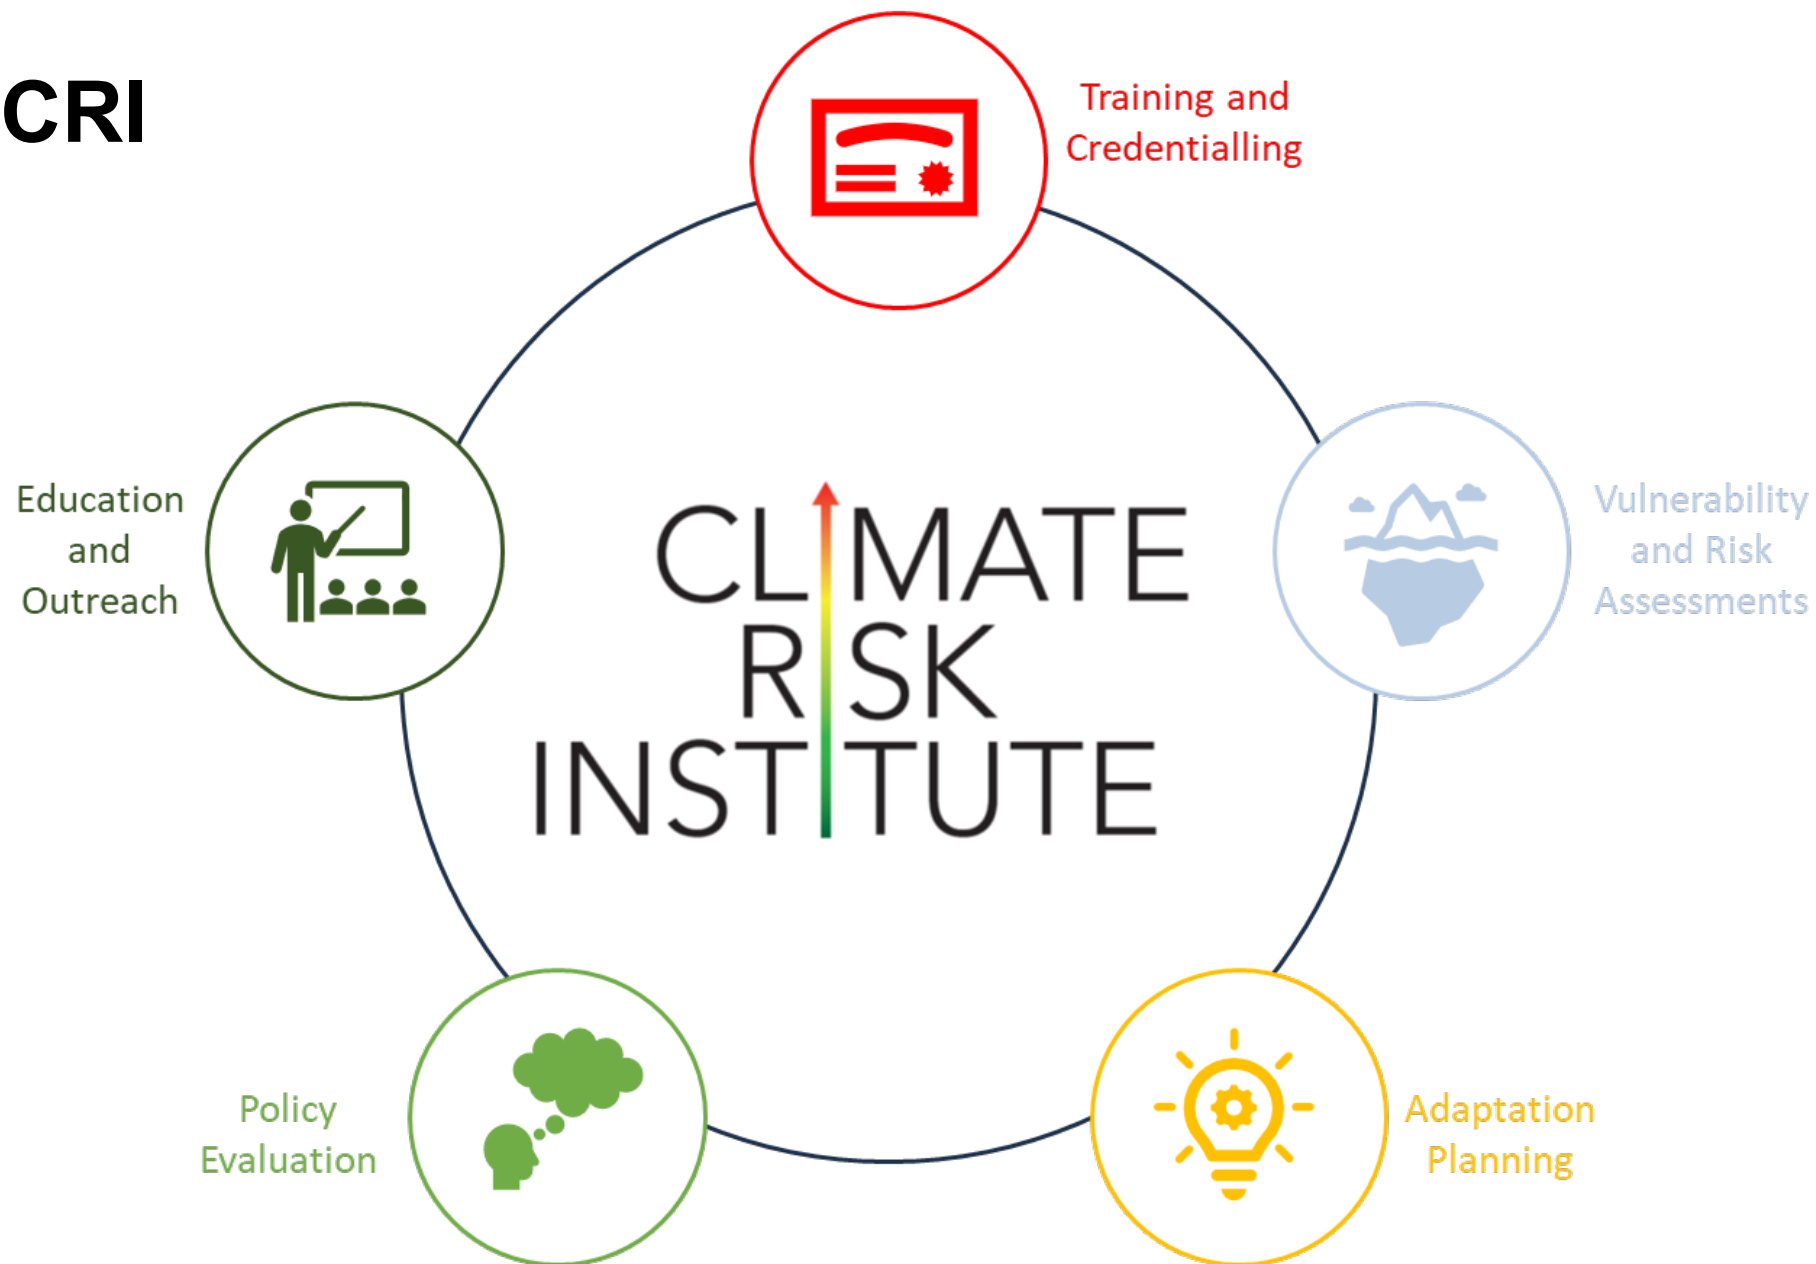 CRI
Training and
Credentialling
Vulnerability
and Risk
Assessments
Adaptation
Planning
Policy
Evaluation
Education
and
Outreach
CLIMATE
RISK
INSTITUTE